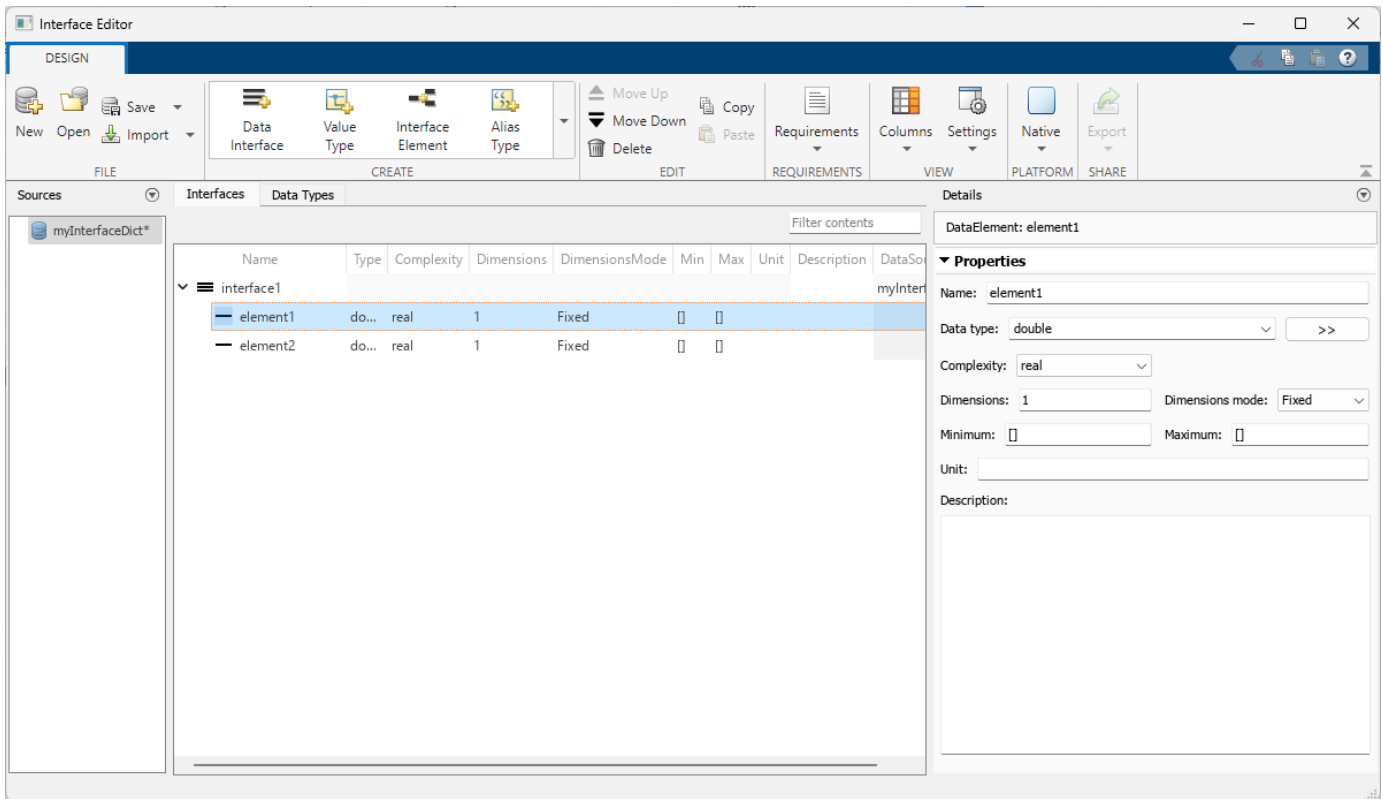 Interface Editor
DESIGN
New
Open
Save
Import
FILE
Data Interface
Value Type
Interface Element
Alias Type
CREATE
Move Up
Move Down
Delete
Copy
Paste
EDIT
Requirements
REQUIREMENTS
Columns
Settings
VIEW
Native
PLATFORM
Export
SHARE
Sources
myInterfaceDict*
Interfaces Data Types
Filter contents
Name Type Complexity Dimensions DimensionsMode Min Max Unit Description DataSou
interface1 myInterf
element1 do... real 1 Fixed [] []
element2 do... real 1 Fixed [] []
Details
DataElement: element1
Properties
Name: element1
Data type: double >>
Complexity: real
Dimensions: 1 Dimensions mode: Fixed
Minimum: [] Maximum: []
Unit:
Description: